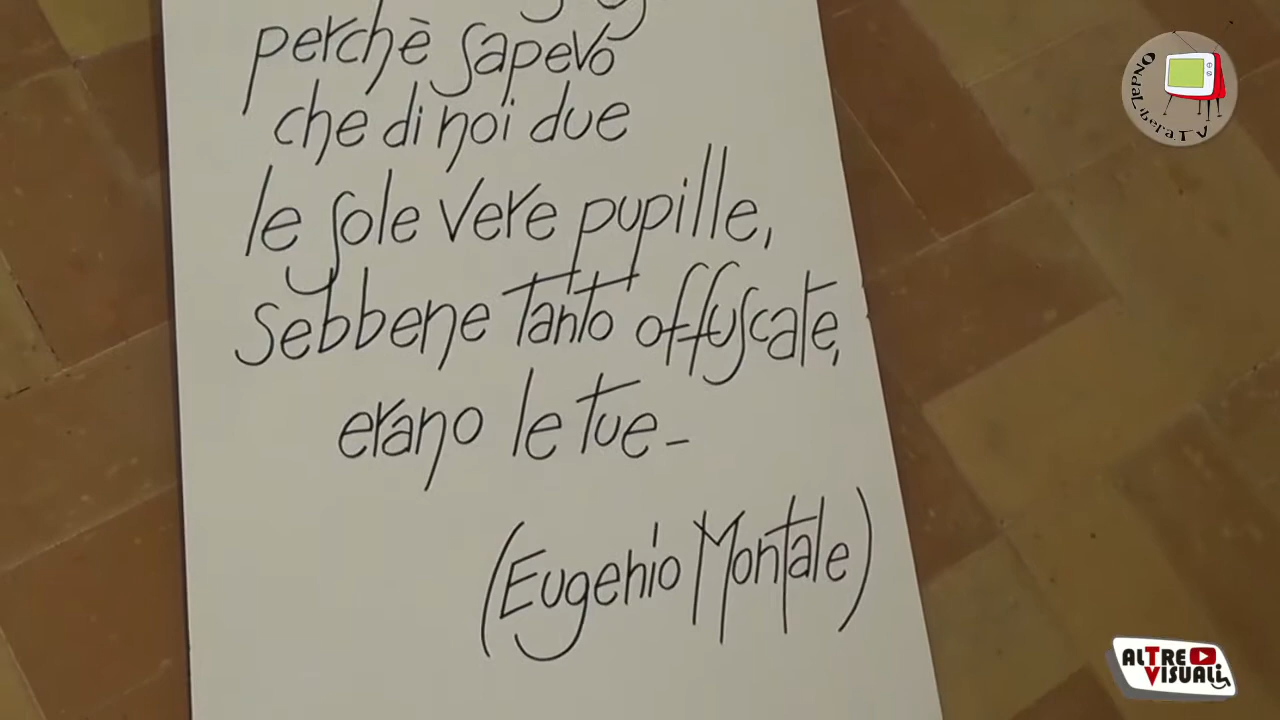 perchè sapevo
che di noi due
le sole vere pupille,
sebbene tanto offuscate,
erano le tue-
(Eugenio Montale)
OndaLiberaTV
ALTRE
VISUALI